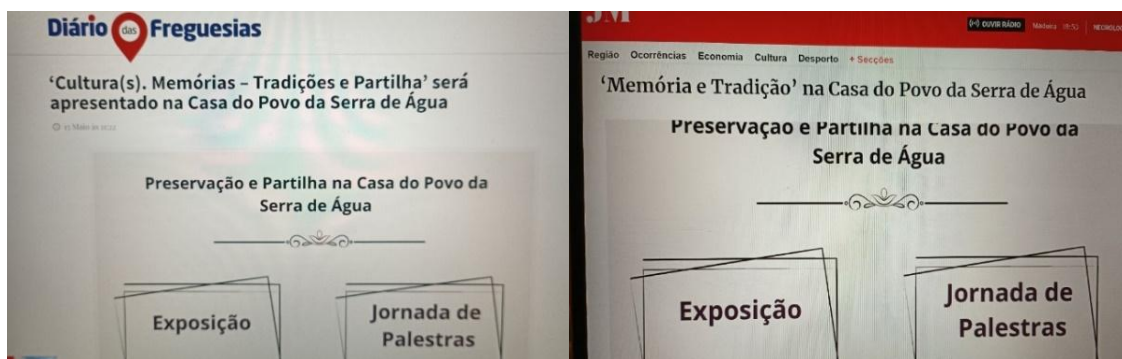 Diário das Freguesias
‘Cultura(s). Memórias – Tradições e Partilha’ será
apresentado na Casa do Povo da Serra de Água
Preservação e Partilha na Casa do Povo da
Serra de Água
Exposição
Jornada de
Palestras
JM
OUVIR RÁDIO Madeira
Região Ocorrências Economia Cultura Desporto + Secções
‘Memória e Tradição’ na Casa do Povo da Serra de Água
Preservação e Partilha na Casa do Povo da
Serra de Água
Exposição
Jornada de
Palestras